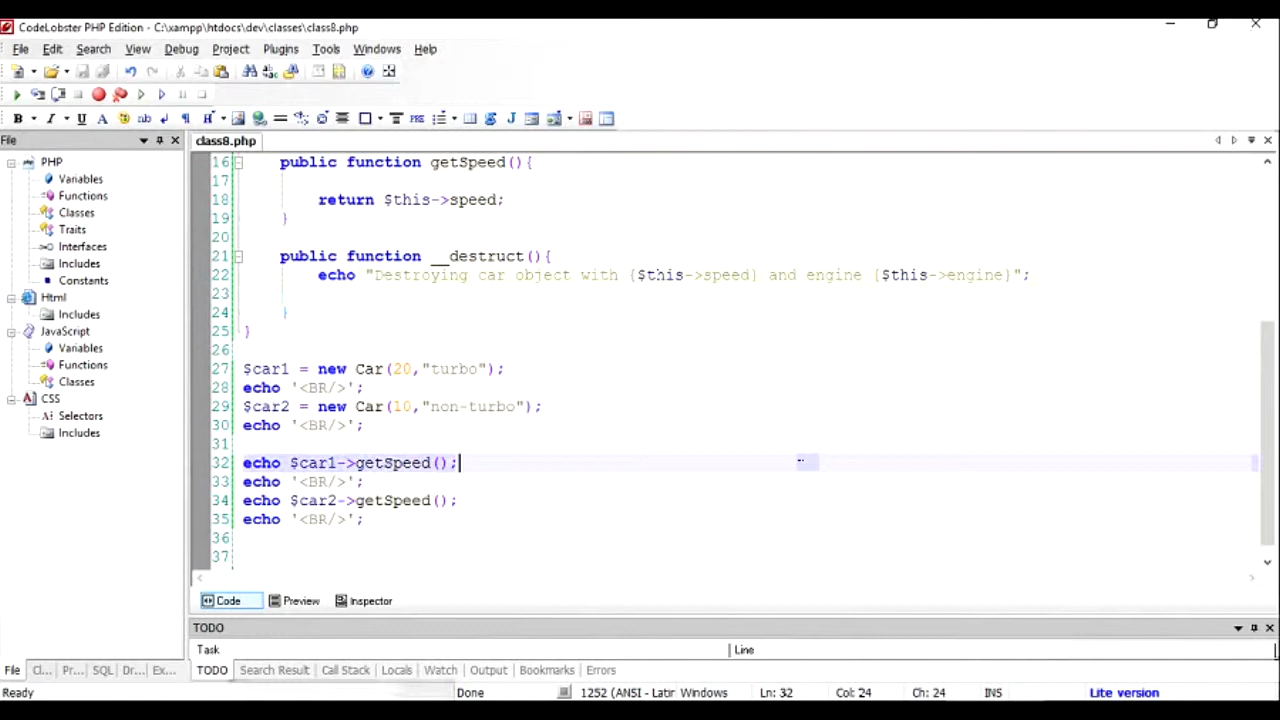 CodeLobster PHP Edition - C:\xampp\htdocs\dev\classes\class8.php
File Edit Search View Debug Project Plugins Tools Windows Help
B I U A nb H PRE J
File
class8.php
PHP
Variables
Functions
Classes
Traits
Interfaces
Includes
Constants
Html
Includes
JavaScript
Variables
Functions
Classes
CSS
Selectors
Includes
16 public function getSpeed(){
17
18 return $this->speed;
19 }
20
21 public function __destruct(){
22 echo "Destroying car object with {$this->speed} and engine {$this->engine}";
23
24 }
25 }
26
27 $car1 = new Car(20,"turbo");
28 echo '<BR/>';
29 $car2 = new Car(10,"non-turbo");
30 echo '<BR/>';
31
32 echo $car1->getSpeed();
33 echo '<BR/>';
34 echo $car2->getSpeed();
35 echo '<BR/>';
36
37
Code Preview Inspector
TODO
Task Line
File Cl... Pr... SQL Dr... Ex... TODO Search Result Call Stack Locals Watch Output Bookmarks Errors
Ready Done 1252 (ANSI - Latin Windows Ln: 32 Col: 24 Ch: 24 INS Lite version